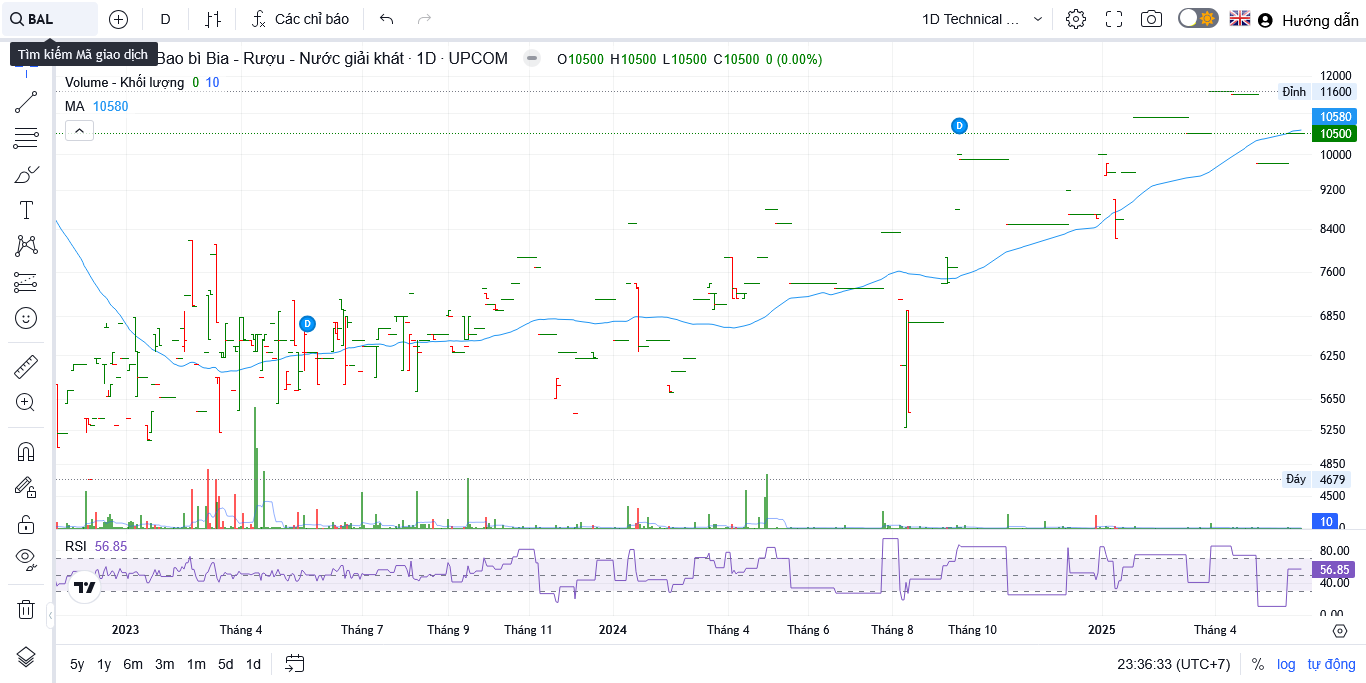 BAL
D
Các chỉ báo
1D Technical ...
Hướng dẫn
Tìm kiếm Mã giao dịch
Bao bì Bia - Rượu - Nước giải khát · 1D · UPCOM
O10500 H10500 L10500 C10500 0 (0.00%)
Volume - Khối lượng 0 10
MA 10580
12000
Đỉnh 11600
10580
10500
10000
9200
8400
7600
6850
6250
5650
5250
4850
Đáy 4679
4500
10
D
D
RSI 56.85
80.00
56.85
40.00
0.00
2023 Tháng 4 Tháng 7 Tháng 9 Tháng 11 2024 Tháng 4 Tháng 6 Tháng 8 Tháng 10 2025 Tháng 4
5y 1y 6m 3m 1m 5d 1d
23:36:33 (UTC+7) % log tự động